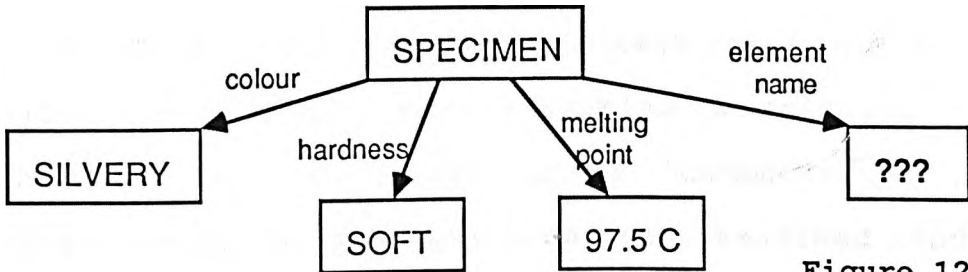 SPECIMEN
colour
element
name
hardness
melting
point
SILVERY
???
SOFT
97.5 C
Figure 12